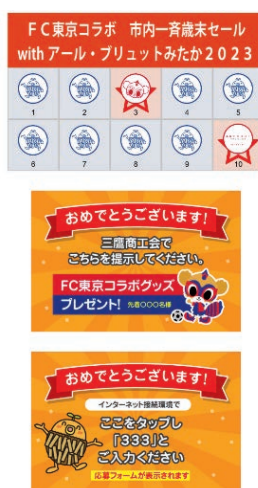 FC東京コラボ 市内一斉歳末セール
with アール・ブリュットみたか2023
1 2 3 4 5
6 7 8 9 10
おめでとうございます!
三鷹商工会で
こちらを提示してください。
FC東京コラボグッズ
プレゼント! 先着〇〇〇名様
おめでとうございます!
インターネット接続環境で
ここをタップし
「333」と
ご入力ください
応募フォームが表示されます